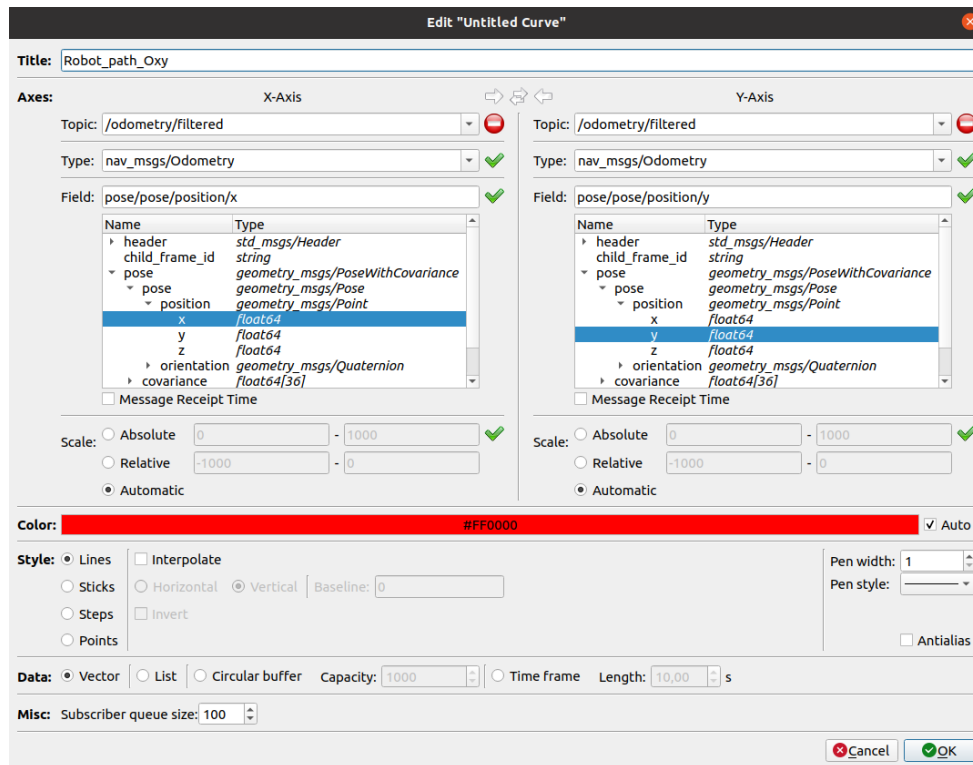 Edit "Untitled Curve"
Title: Robot_path_Oxy
Axes: X-Axis Y-Axis
Topic: /odometry/filtered Topic: /odometry/filtered
Type: nav_msgs/Odometry Type: nav_msgs/Odometry
Field: pose/pose/position/x Field: pose/pose/position/y
Name Type Name Type
header std_msgs/Header header std_msgs/Header
child_frame_id string child_frame_id string
pose geometry_msgs/PoseWithCovariance pose geometry_msgs/PoseWithCovariance
pose geometry_msgs/Pose pose geometry_msgs/Pose
position geometry_msgs/Point position geometry_msgs/Point
x float64 x float64
y float64 y float64
z float64 z float64
orientation geometry_msgs/Quaternion orientation geometry_msgs/Quaternion
covariance float64[36] covariance float64[36]
Message Receipt Time Message Receipt Time
Scale: Absolute 0 - 1000 Scale: Absolute 0 - 1000
Relative -1000 - 0 Relative -1000 - 0
Automatic Automatic
Color: #FF0000 Auto
Style: Lines Interpolate Pen width: 1
Sticks Horizontal Vertical Baseline: 0 Pen style:
Steps Invert
Points Antialias
Data: Vector List Circular buffer Capacity: 1000 Time frame Length: 10,00 s
Misc: Subscriber queue size: 100
Cancel OK